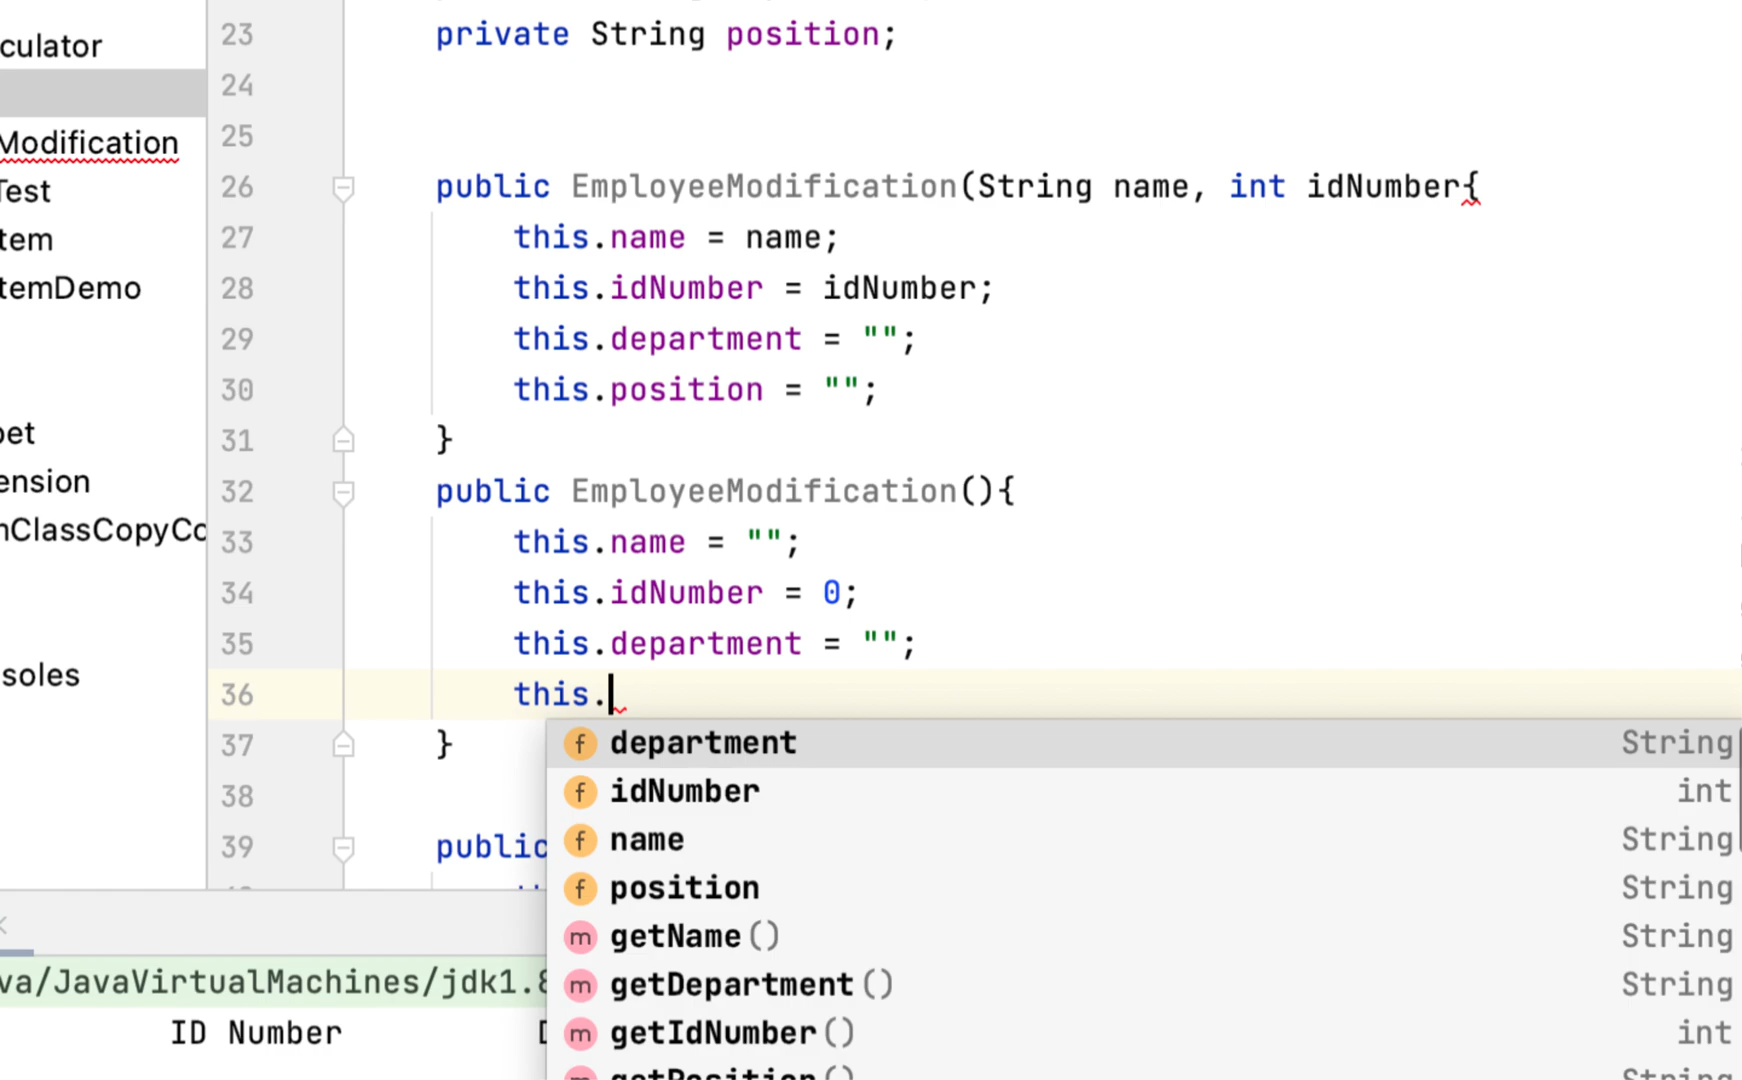 culator
Modification
Test
tem
temDemo
pet
ension
nClassCopyCo
soles
23 private String position;
24
25
26 public EmployeeModification(String name, int idNumber{
27 this.name = name;
28 this.idNumber = idNumber;
29 this.department = "";
30 this.position = "";
31 }
32 public EmployeeModification(){
33 this.name = "";
34 this.idNumber = 0;
35 this.department = "";
36 this.
37 }
38
39 public
f department String
f idNumber int
f name String
f position String
m getName() String
m getDepartment() String
m getIdNumber() int
m getPosition() String
va/JavaVirtualMachines/jdk1.8
ID Number